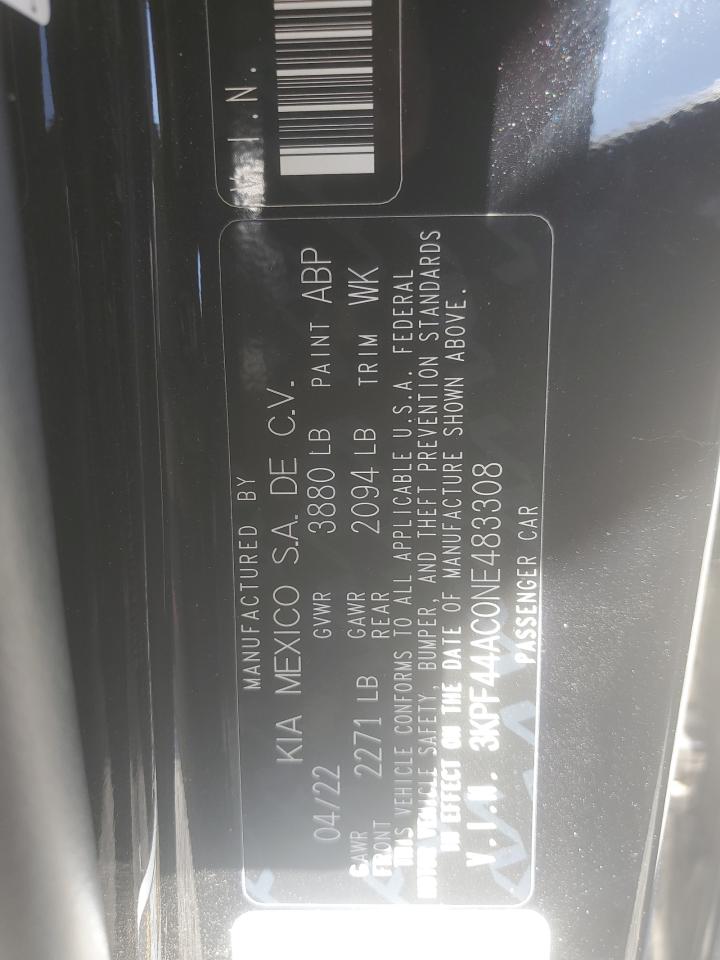 V.I.N.
MANUFACTURED BY
KIA MEXICO S.A. DE C.V.
04/22 GVWR 3880 LB PAINT ABP
GAWR FRONT 2271 LB GAWR REAR 2094 LB TRIM WK
THIS VEHICLE CONFORMS TO ALL APPLICABLE U.S.A. FEDERAL
MOTOR VEHICLE SAFETY, BUMPER, AND THEFT PREVENTION STANDARDS
IN EFFECT ON THE DATE OF MANUFACTURE SHOWN ABOVE.
V.I.N. 3KPF44AC0NE483308
PASSENGER CAR